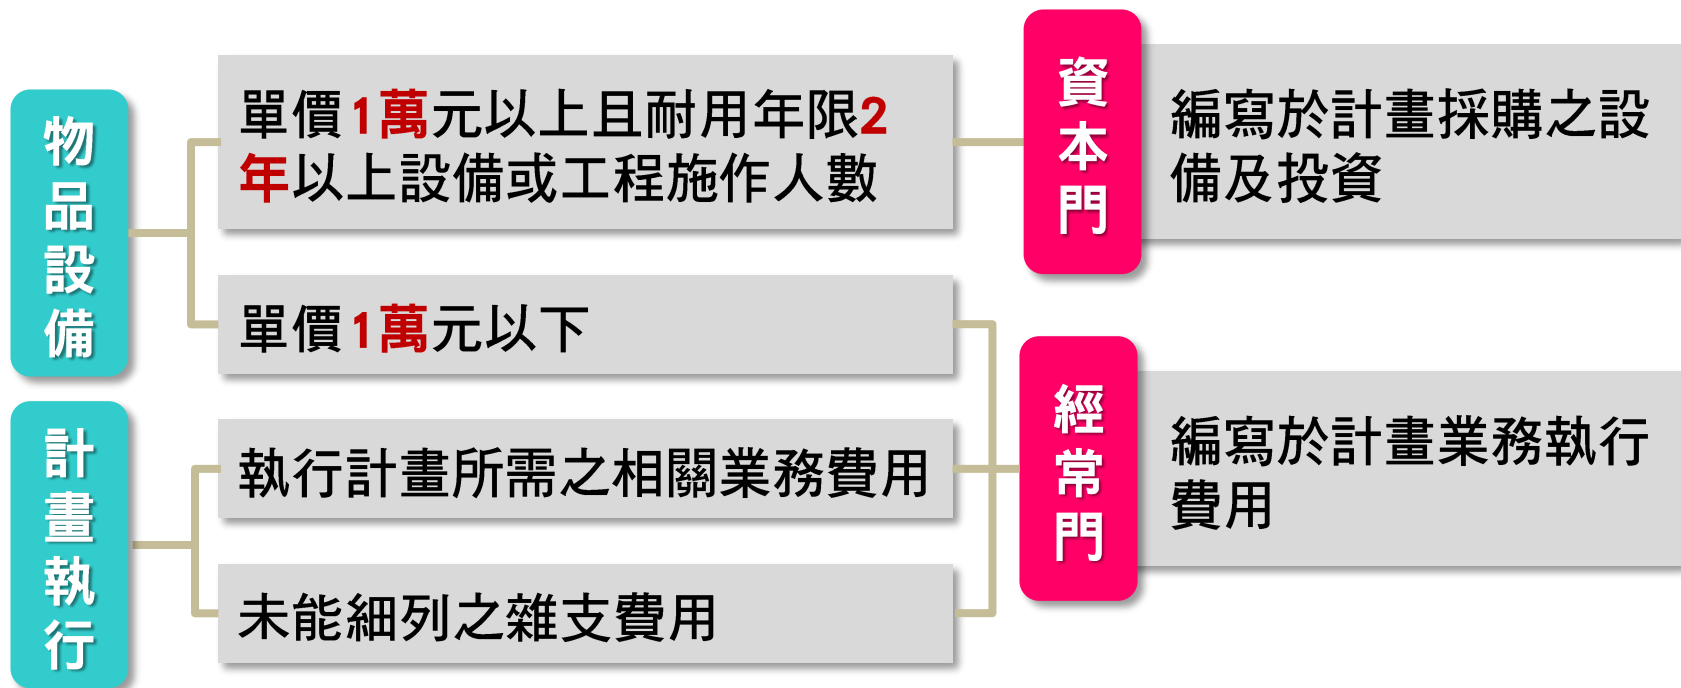 物品設備
單價1萬元以上且耐用年限2
年以上設備或工程施作人數
單價1萬元以下
資本門
編寫於計畫採購之設
備及投資
計畫執行
執行計畫所需之相關業務費用
未能細列之雜支費用
經常門
編寫於計畫業務執行
費用